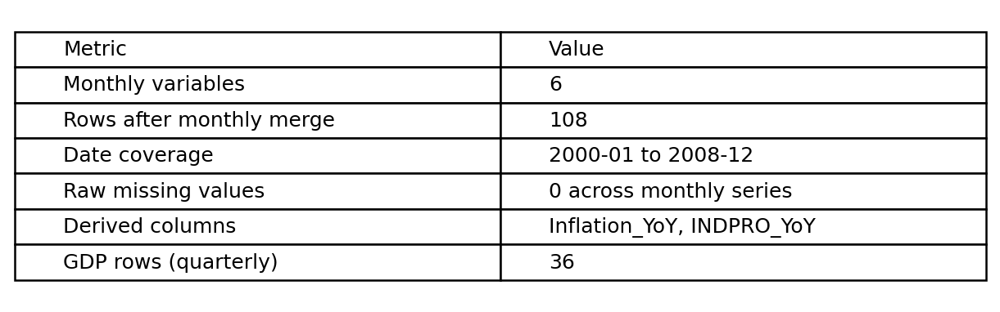 Metric Value
Monthly variables 6
Rows after monthly merge 108
Date coverage 2000-01 to 2008-12
Raw missing values 0 across monthly series
Derived columns Inflation_YoY, INDPRO_YoY
GDP rows (quarterly) 36